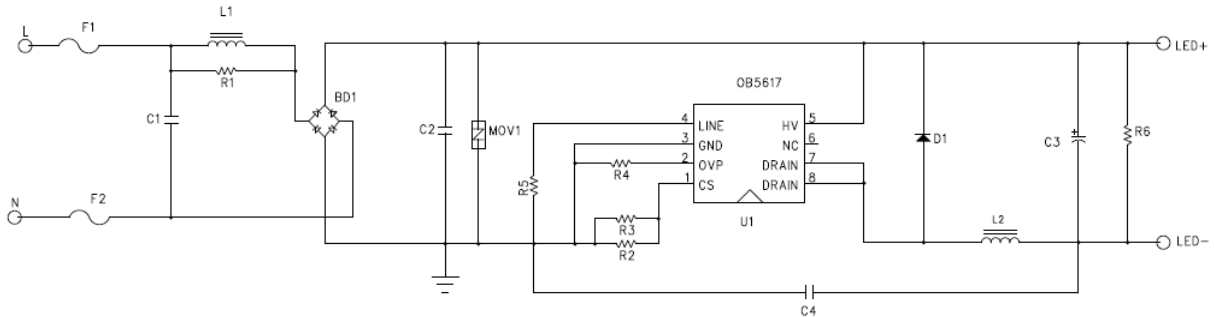 L
F1
L1
R1
C1
N
F2
BD1
C2
MOV1
R5
OB5617
4 LINE
3 GND
2 OVP
1 CS
HV 5
NC 6
DRAIN 7
DRAIN 8
U1
R4
R3
R2
D1
L2
C3
R6
C4
LED+
LED-
+